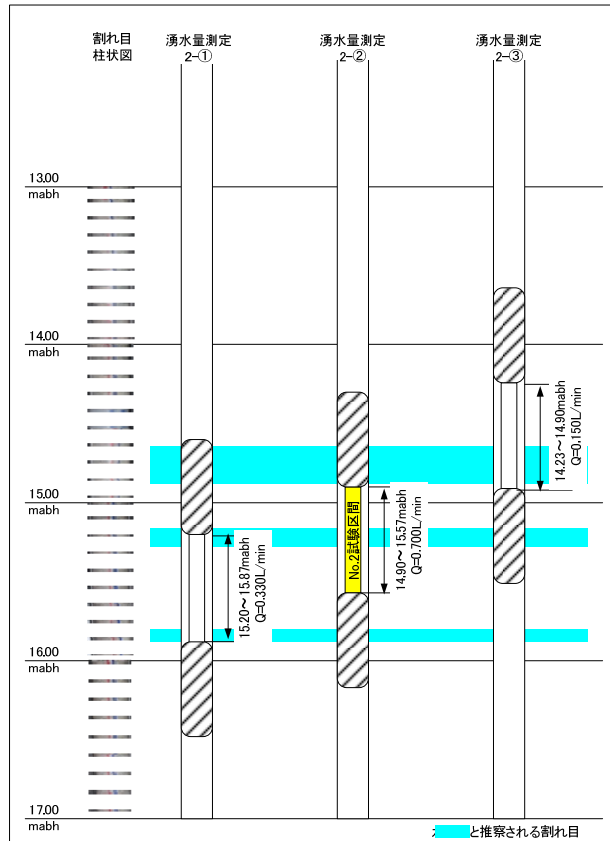 割れ目
柱状図
湧水量測定
2-①
湧水量測定
2-②
湧水量測定
2-③
13.00
mabh
14.00
mabh
15.00
mabh
16.00
mabh
17.00
mabh
15.20～15.87mabh
Q=0.330L/min
No.2試験区間
14.90～15.57mabh
Q=0.700L/min
14.23～14.90mabh
Q=0.150L/min
と推察される割れ目